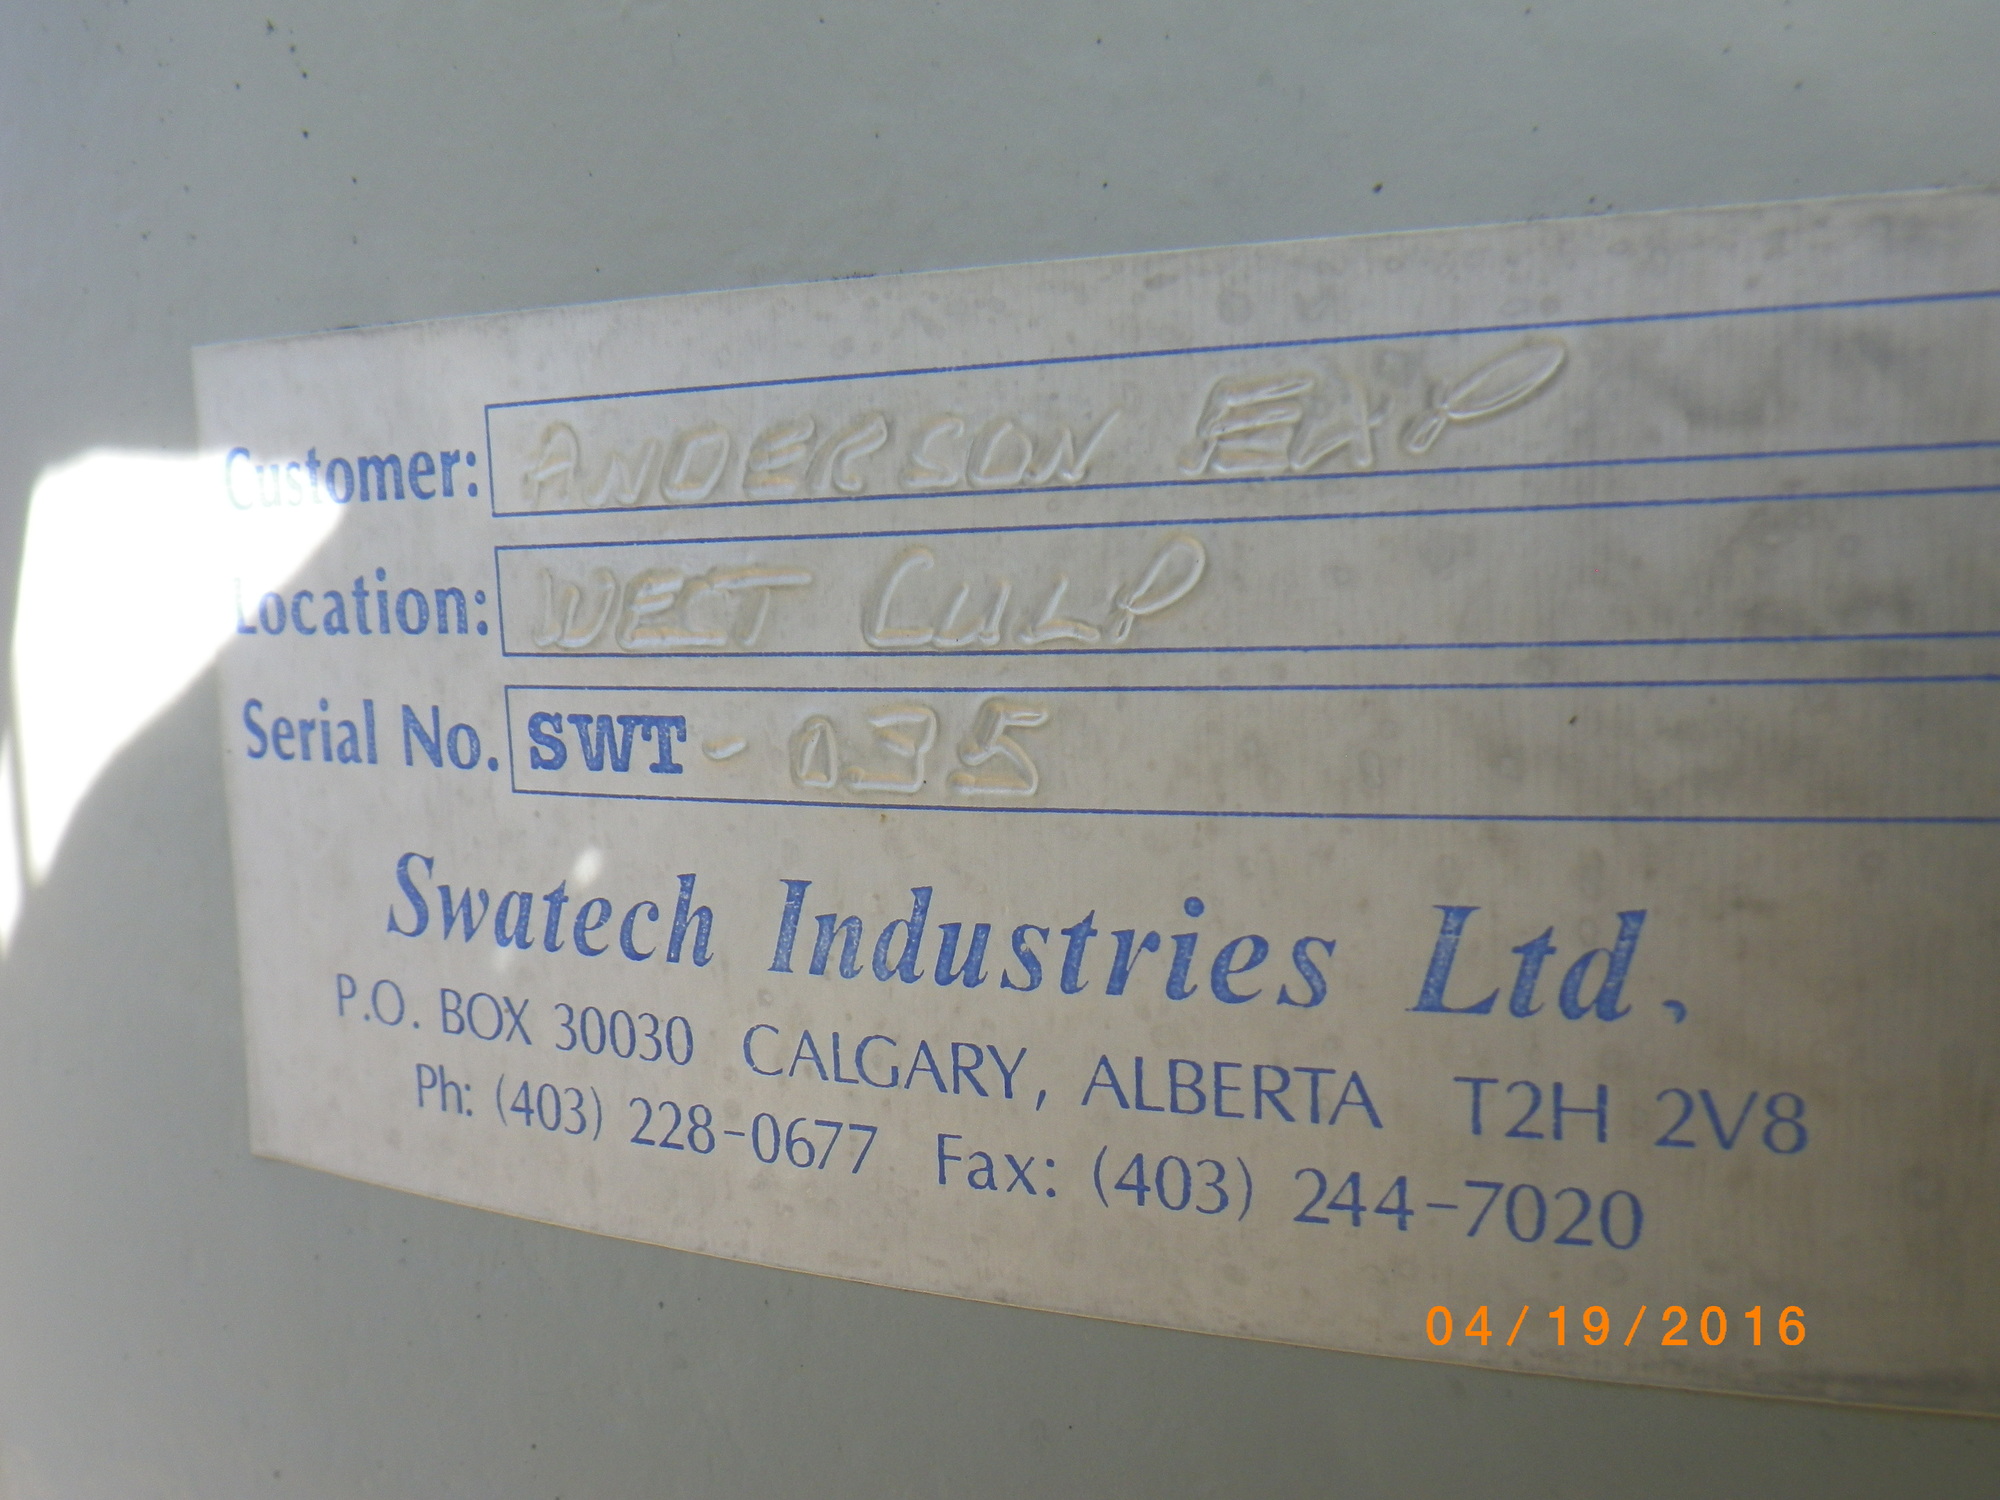 Customer: ANDERSON EXP
Location: WEST CULP
Serial No. SWT - 035
Swatech Industries Ltd.
P.O. BOX 30030 CALGARY, ALBERTA T2H 2V8
Ph: (403) 228-0677 Fax: (403) 244-7020
04/19/2016